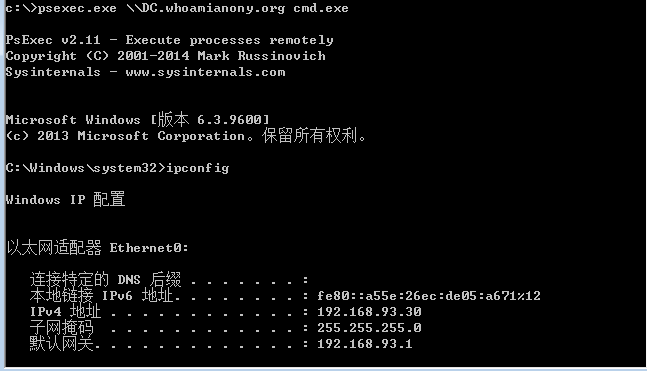 c:\>psexec.exe \\DC.whoamianony.org cmd.exe
PsExec v2.11 - Execute processes remotely
Copyright (C) 2001-2014 Mark Russinovich
Sysinternals - www.sysinternals.com
Microsoft Windows [版本 6.3.9600]
(c) 2013 Microsoft Corporation。保留所有权利。
C:\Windows\system32>ipconfig
Windows IP 配置
以太网适配器 Ethernet0:
连接特定的 DNS 后缀 . . . . . . . :
本地链接 IPv6 地址. . . . . . . . : fe80::a55e:26ec:de05:a671%12
IPv4 地址 . . . . . . . . . . . . : 192.168.93.30
子网掩码  . . . . . . . . . . . . : 255.255.255.0
默认网关. . . . . . . . . . . . . : 192.168.93.1